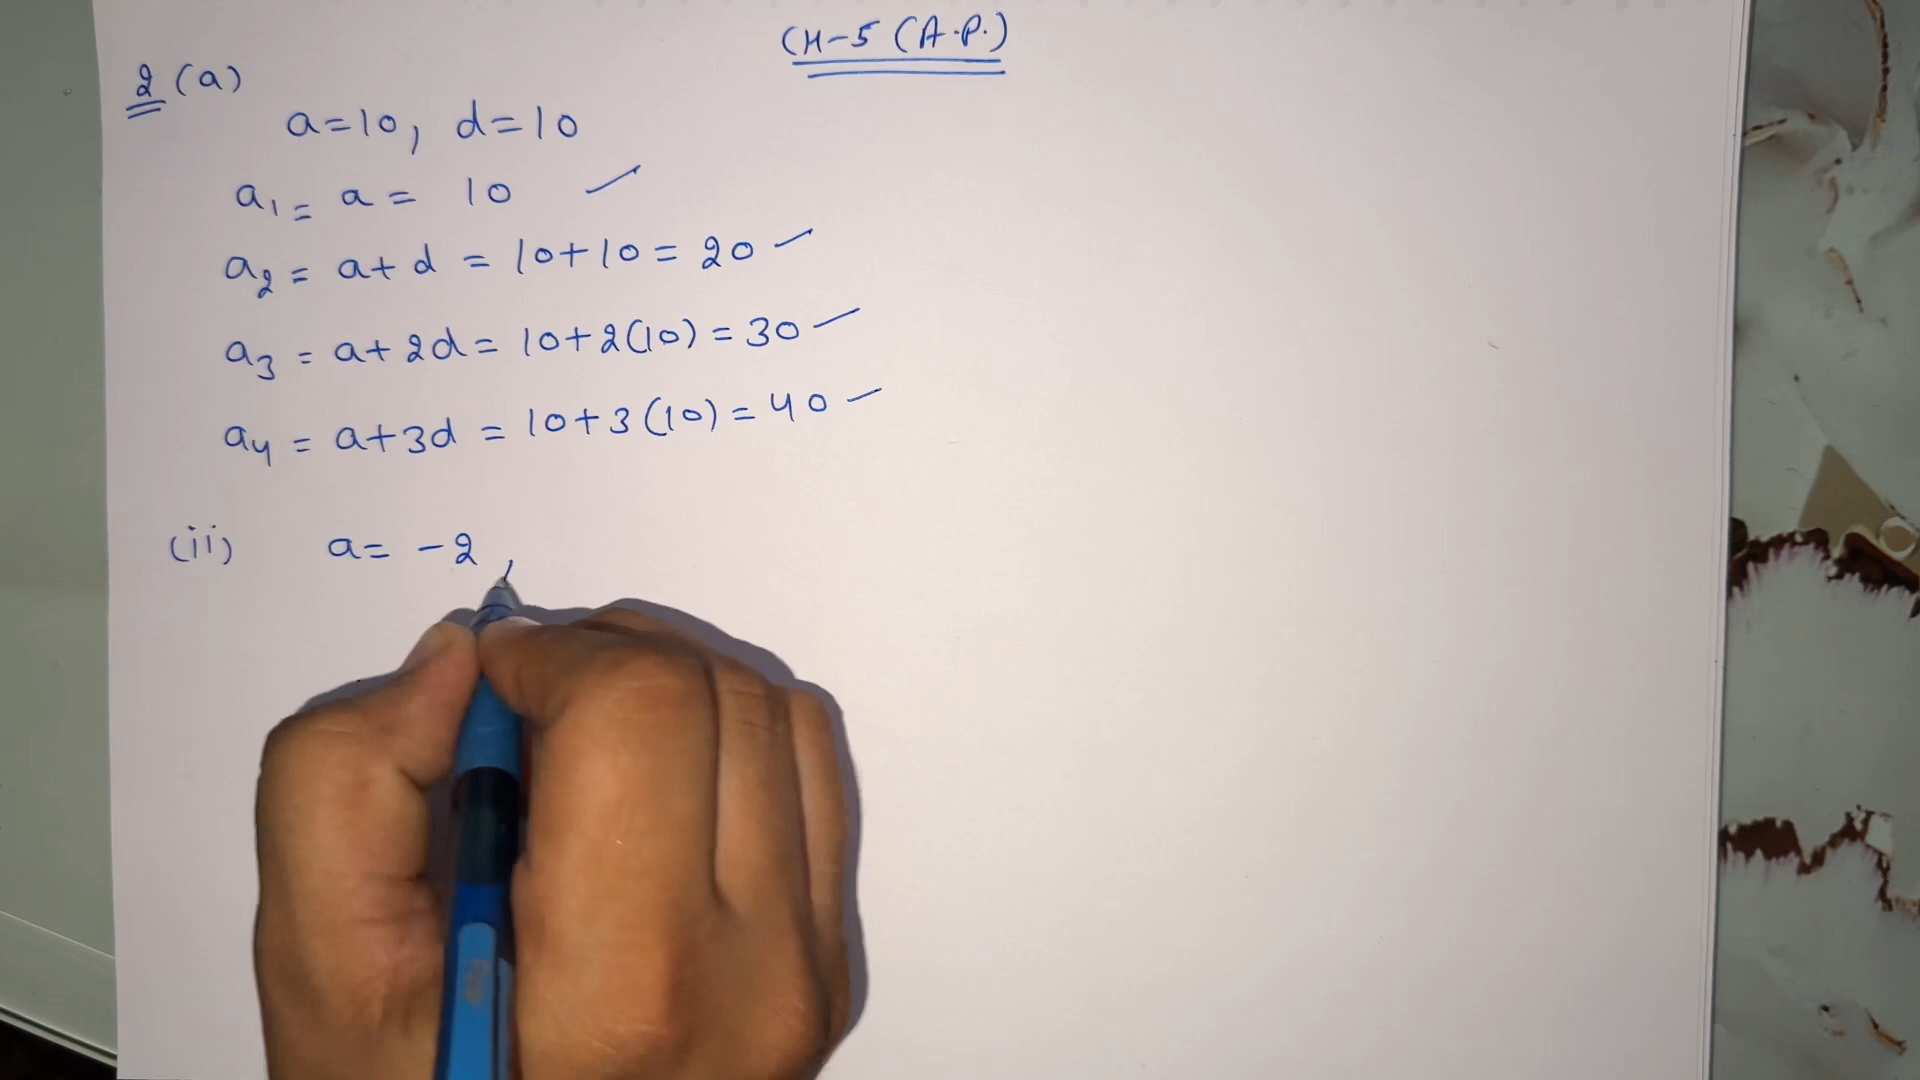 CH-5 (A.P.)
2 (a)
a=10, d=10
a₁ = a = 10
a₂ = a+d = 10+10 = 20
a₃ = a+2d = 10+2(10) = 30
a₄ = a+3d = 10+3(10) = 40
(ii) a= -2,